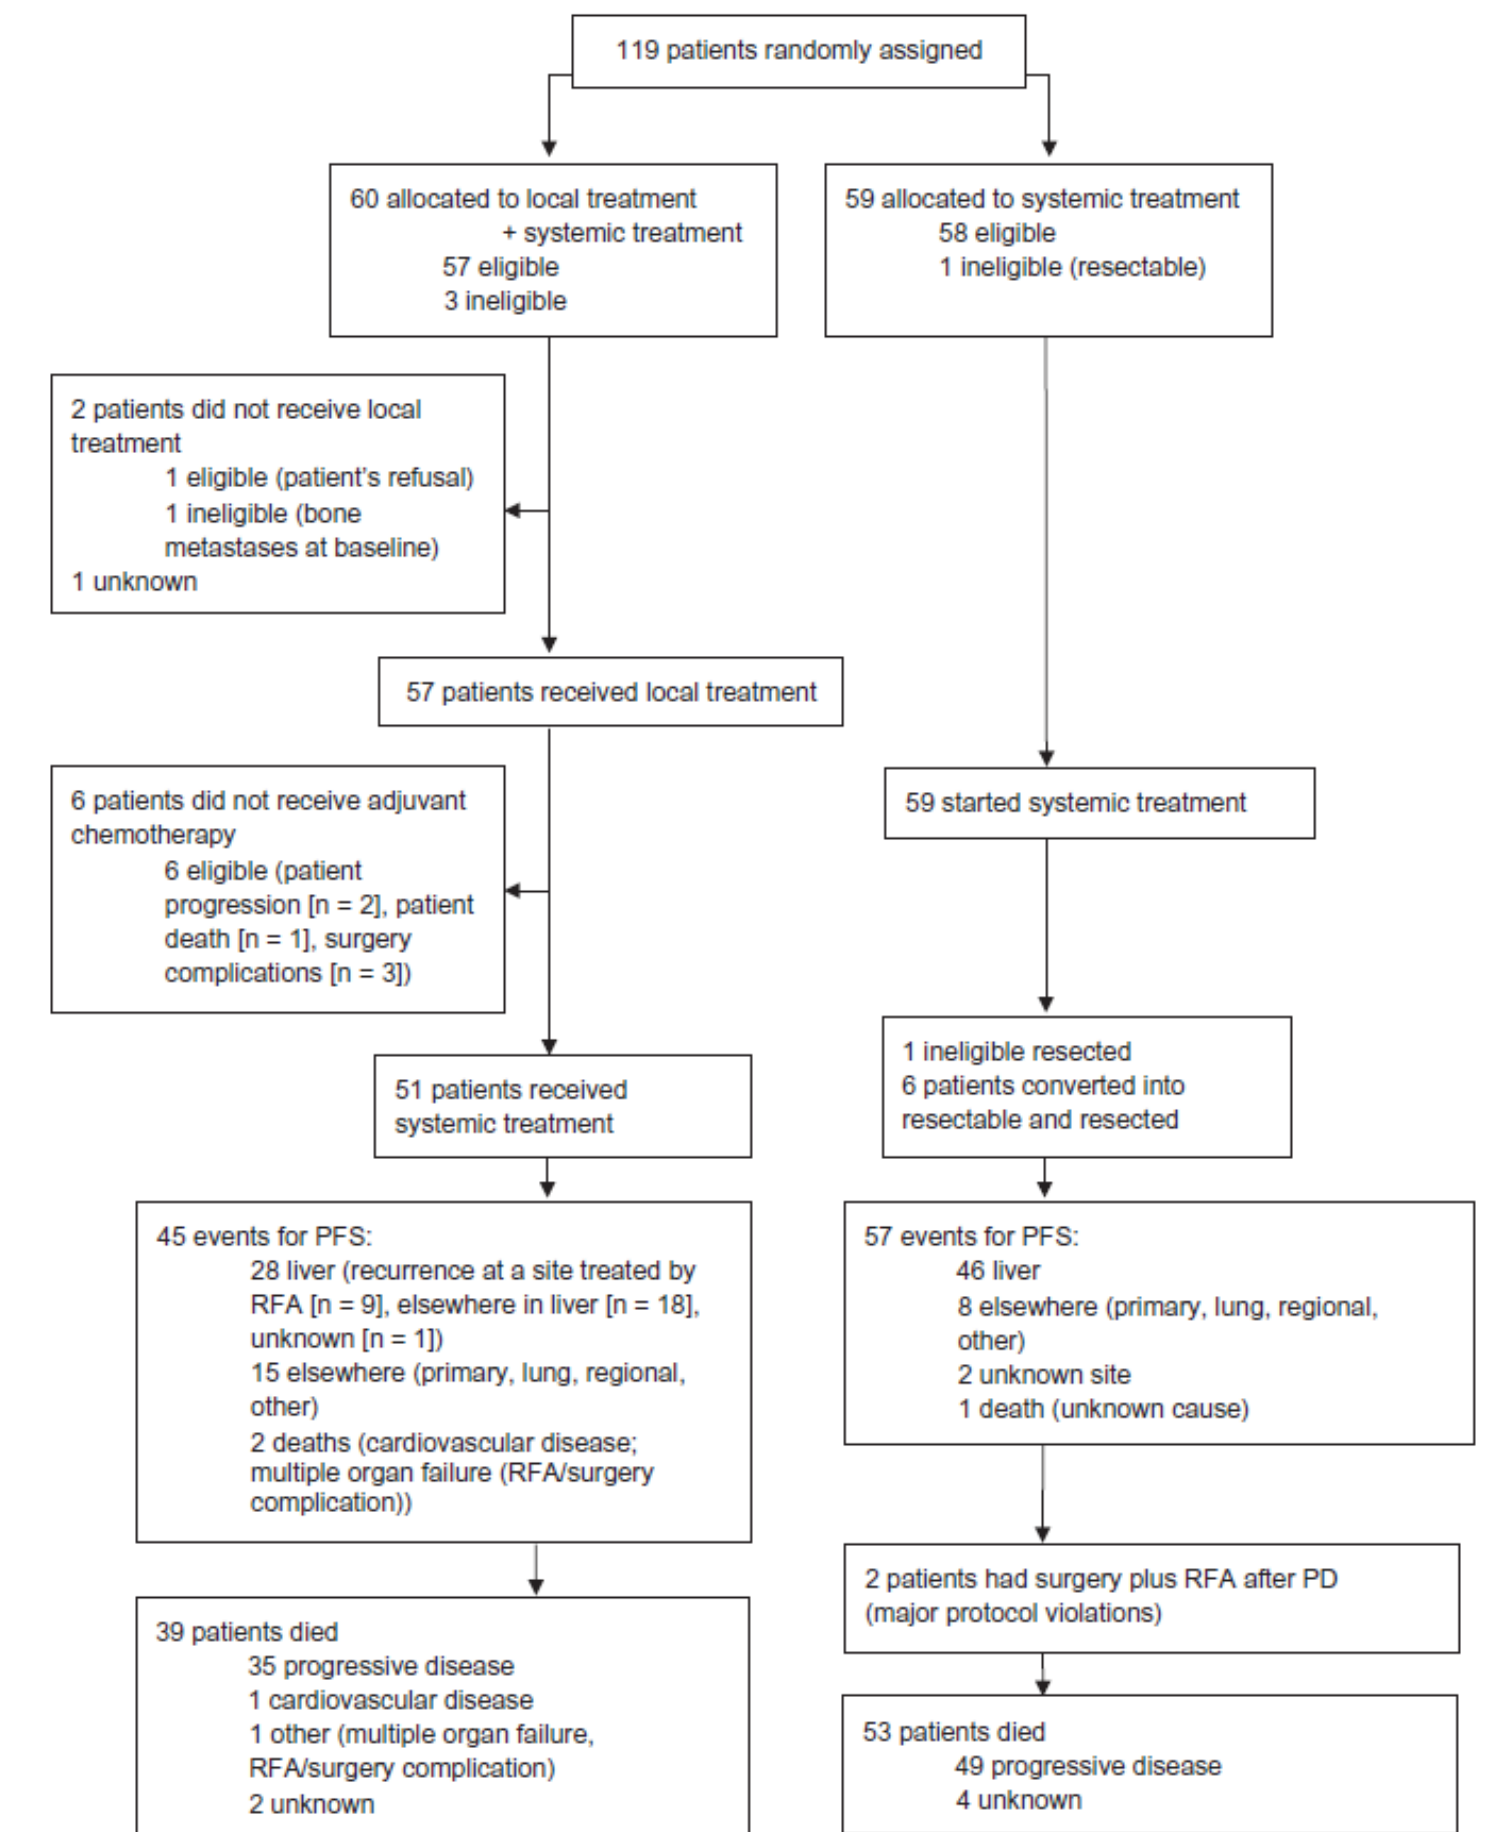 119 patients randomly assigned
60 allocated to local treatment
+ systemic treatment
57 eligible
3 ineligible
59 allocated to systemic treatment
58 eligible
1 ineligible (resectable)
2 patients did not receive local
treatment
1 eligible (patient's refusal)
1 ineligible (bone
metastases at baseline)
1 unknown
57 patients received local treatment
6 patients did not receive adjuvant
chemotherapy
6 eligible (patient
progression [n = 2], patient
death [n = 1], surgery
complications [n = 3])
59 started systemic treatment
51 patients received
systemic treatment
1 ineligible resected
6 patients converted into
resectable and resected
45 events for PFS:
28 liver (recurrence at a site treated by
RFA [n = 9], elsewhere in liver [n = 18],
unknown [n = 1])
15 elsewhere (primary, lung, regional,
other)
2 deaths (cardiovascular disease;
multiple organ failure (RFA/surgery
complication))
57 events for PFS:
46 liver
8 elsewhere (primary, lung, regional,
other)
2 unknown site
1 death (unknown cause)
2 patients had surgery plus RFA after PD
(major protocol violations)
39 patients died
35 progressive disease
1 cardiovascular disease
1 other (multiple organ failure,
RFA/surgery complication)
2 unknown
53 patients died
49 progressive disease
4 unknown